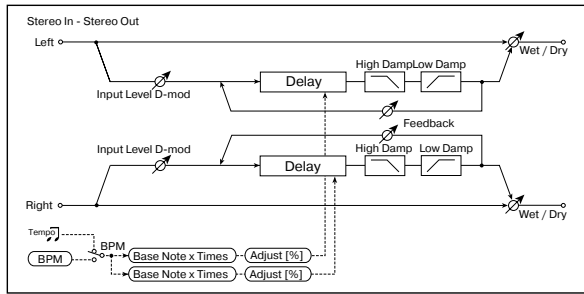 Stereo In - Stereo Out
Left
Wet / Dry
High Damp Low Damp
Delay
Input Level D-mod
Feedback
Input Level D-mod
High Damp Low Damp
Delay
Right
Wet / Dry
Tempo
BPM
BPM
Base Note x Times Adjust [%]
Base Note x Times Adjust [%]